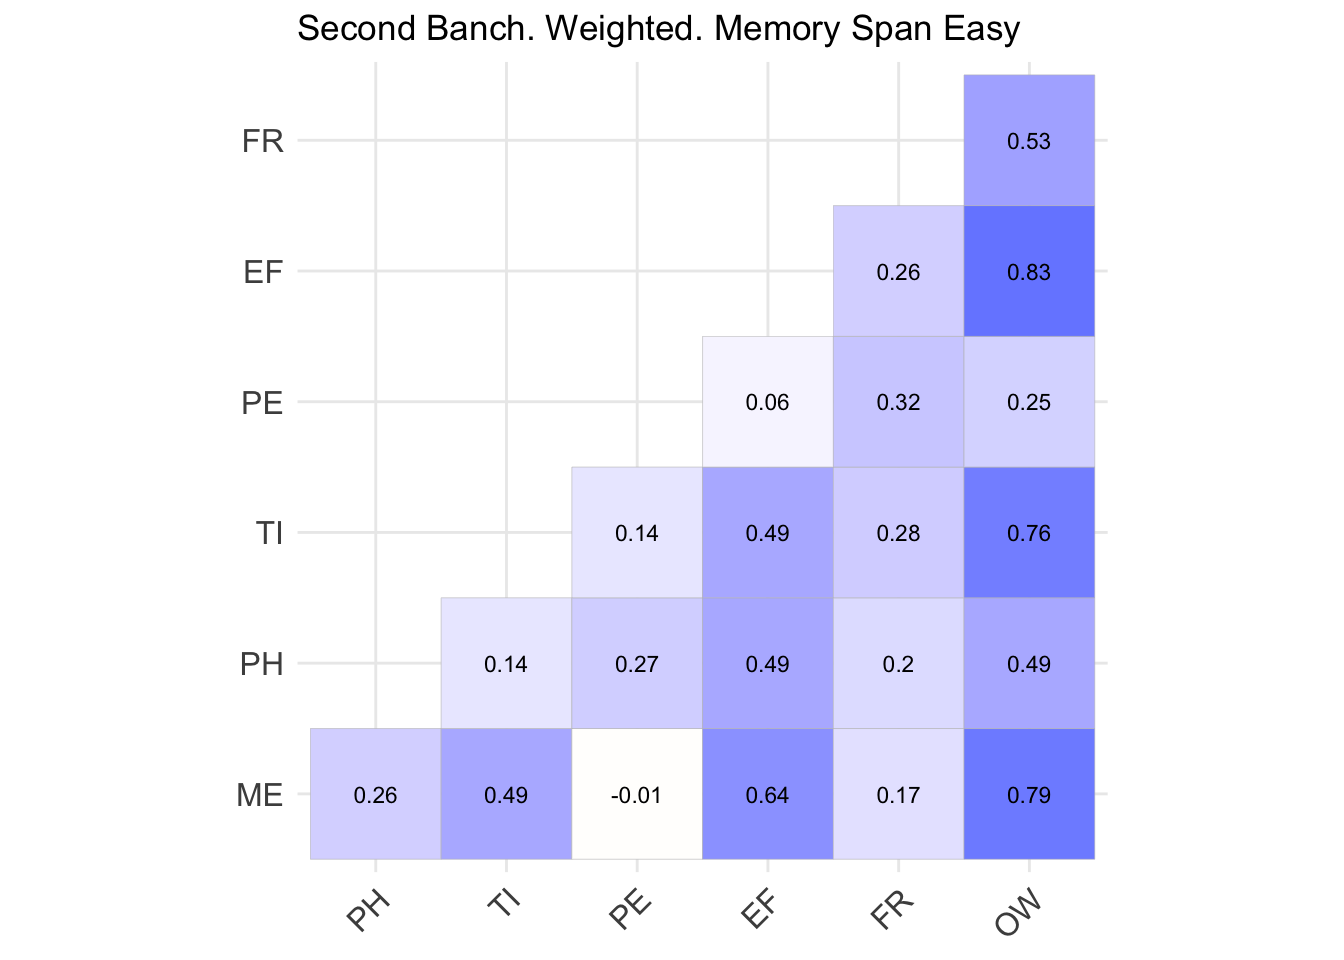 Second Banch. Weighted. Memory Span Easy
FR 0.53
EF 0.26 0.83
PE 0.06 0.32 0.25
TI 0.14 0.49 0.28 0.76
PH 0.14 0.27 0.49 0.2 0.49
ME 0.26 0.49 -0.01 0.64 0.17 0.79
PH TI PE EF FR OW